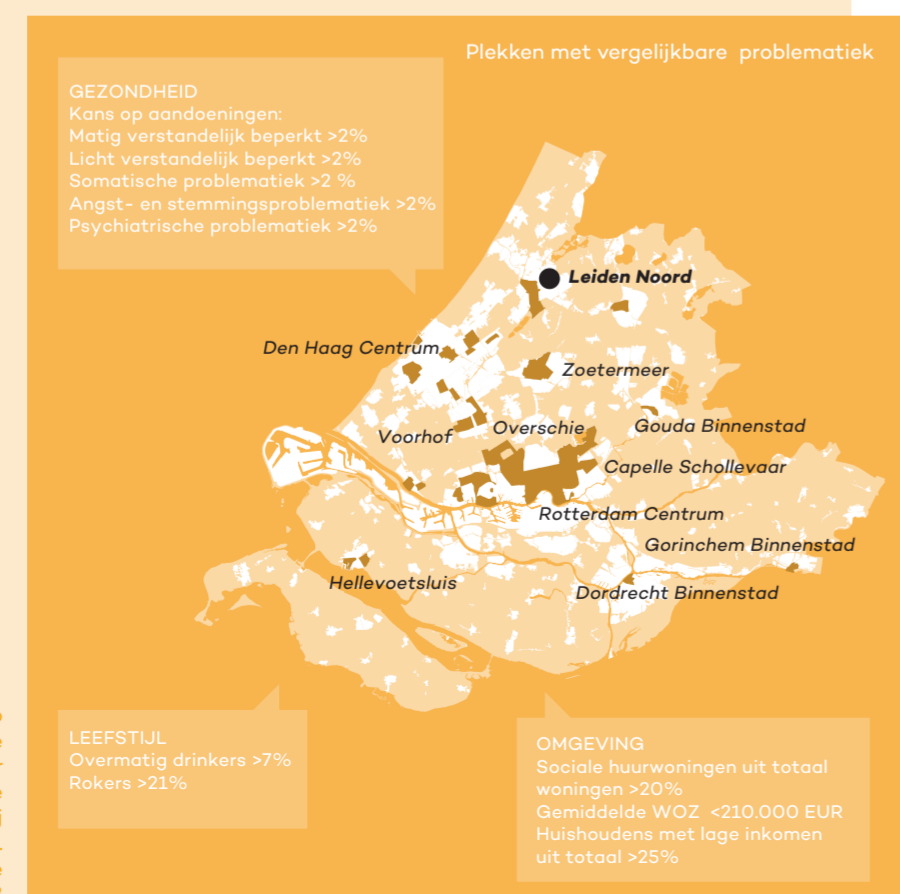 Plekken met vergelijkbare problematiek
GEZONDHEID
Kans op aandoeningen:
Matig verstandelijk beperkt >2%
Licht verstandelijk beperkt >2%
Somatische problematiek >2 %
Angst- en stemmingsproblematiek >2%
Psychiatrische problematiek >2%
Leiden Noord
Den Haag Centrum
Zoetermeer
Voorhof
Overschie
Gouda Binnenstad
Capelle Schollevaar
Rotterdam Centrum
Gorinchem Binnenstad
Hellevoetsluis
Dordrecht Binnenstad
LEEFSTIJL
Overmatig drinkers >7%
Rokers >21%
OMGEVING
Sociale huurwoningen uit totaal
woningen >20%
Gemiddelde WOZ <210.000 EUR
Huishoudens met lage inkomen
uit totaal >25%